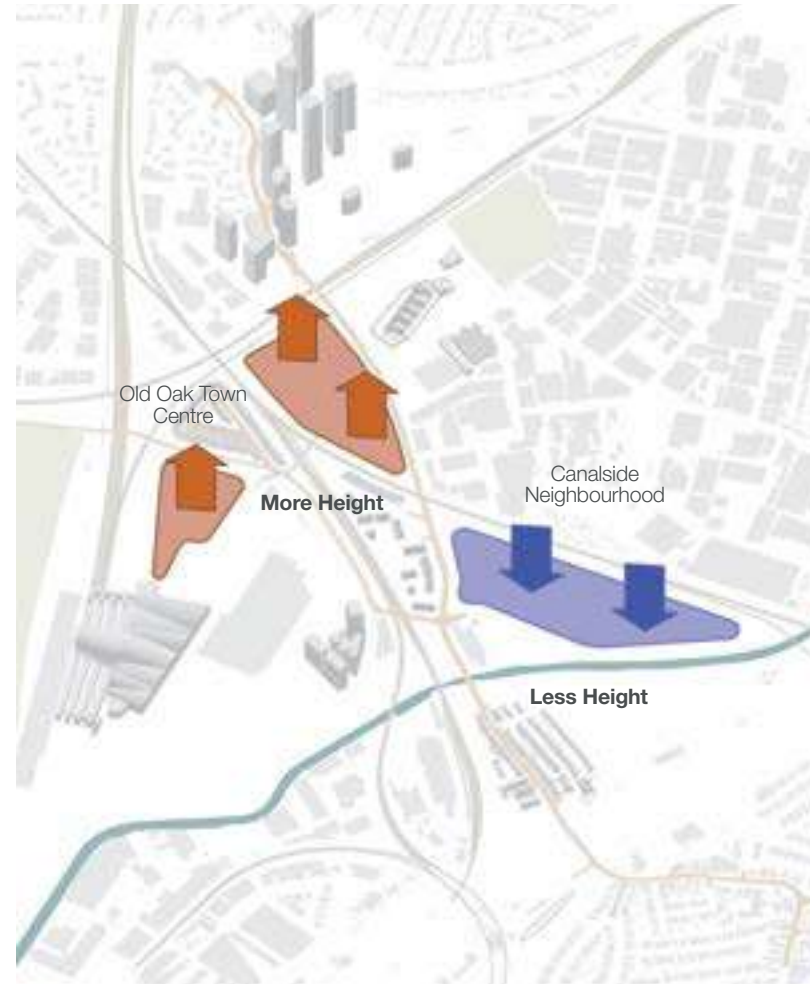 Old Oak Town
Centre
More Height
Canalside
Neighbourhood
Less Height